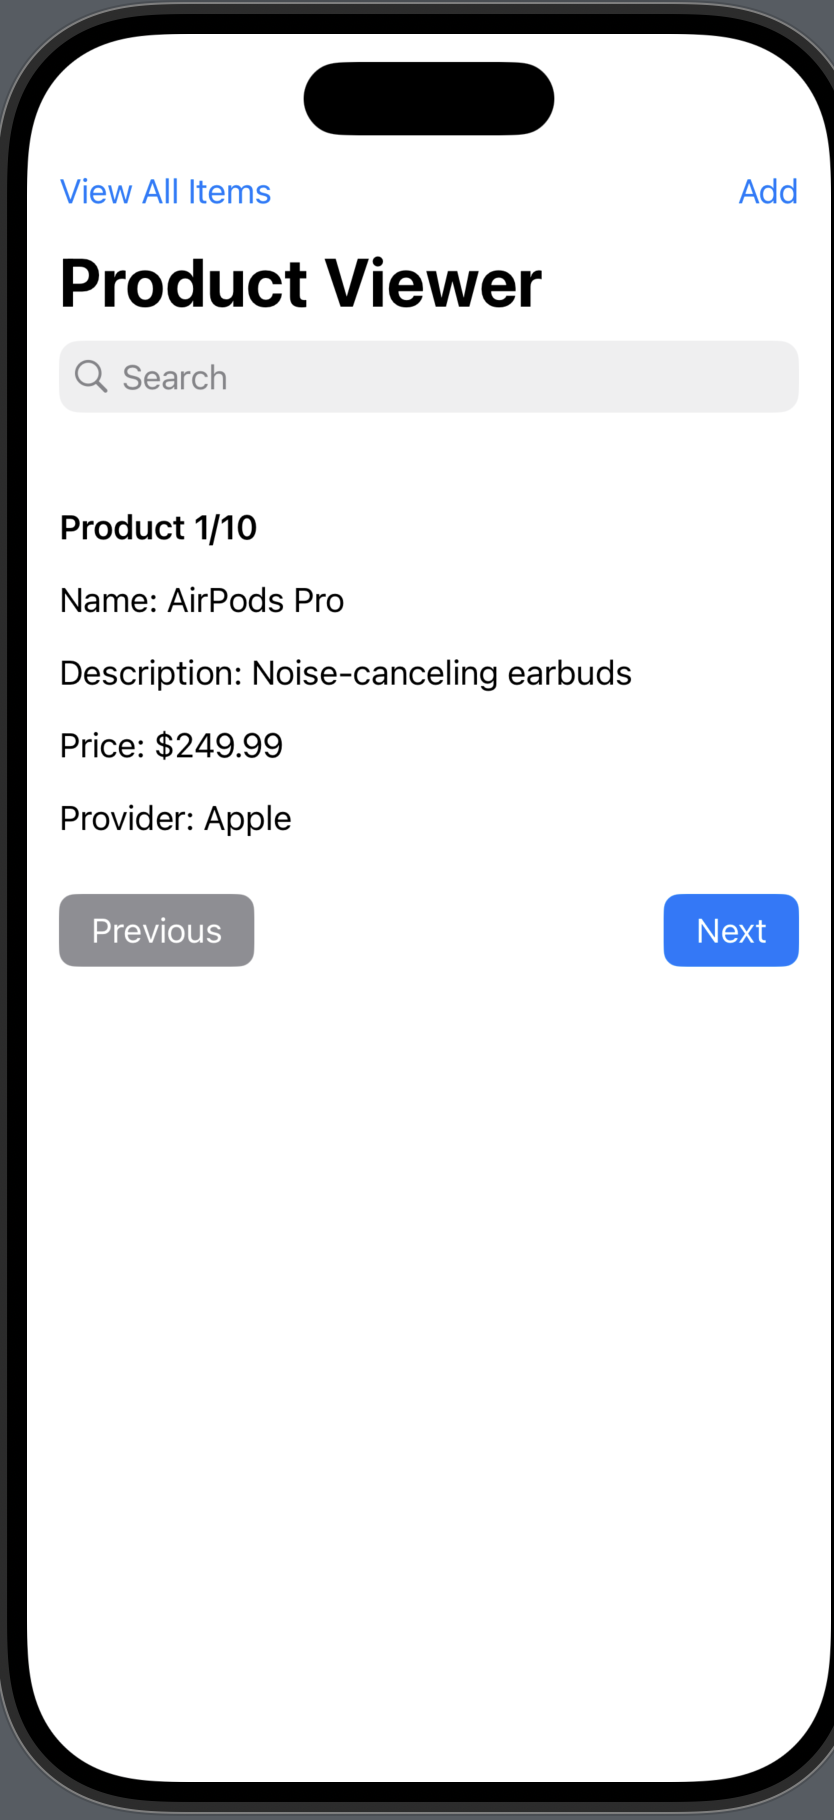 View All Items
Add
Product Viewer
Search
Product 1/10
Name: AirPods Pro
Description: Noise-canceling earbuds
Price: $249.99
Provider: Apple
Previous
Next